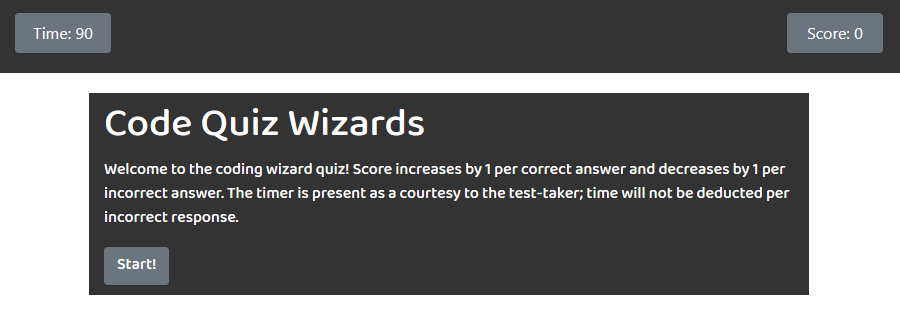 Time: 90
Score: 0
Code Quiz Wizards
Welcome to the coding wizard quiz! Score increases by 1 per correct answer and decreases by 1 per
incorrect answer. The timer is present as a courtesy to the test-taker; time will not be deducted per
incorrect response.
Start!